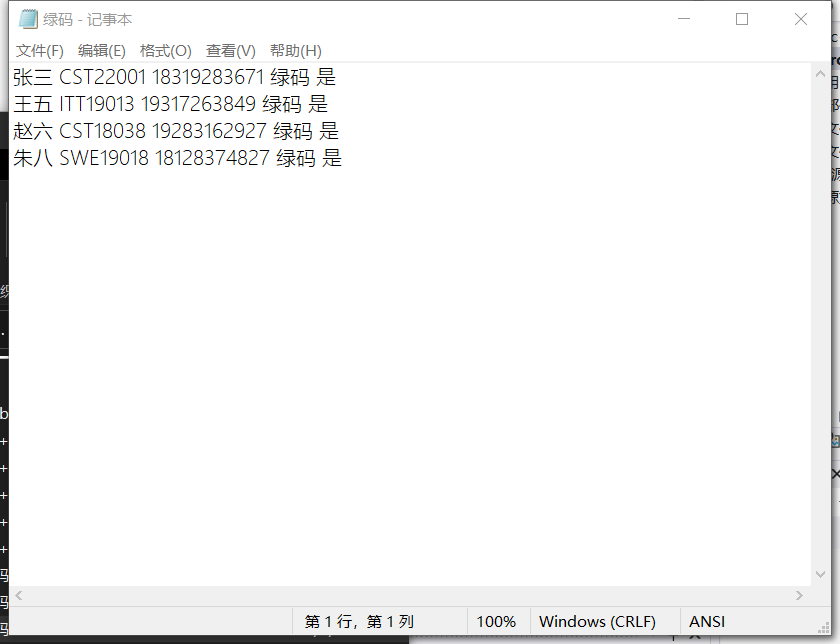 绿码 - 记事本
文件(F) 编辑(E) 格式(O) 查看(V) 帮助(H)
张三 CST22001 18319283671 绿码 是
王五 ITT19013 19317263849 绿码 是
赵六 CST18038 19283162927 绿码 是
朱八 SWE19018 18128374827 绿码 是
第 1 行，第 1 列 100% Windows (CRLF) ANSI